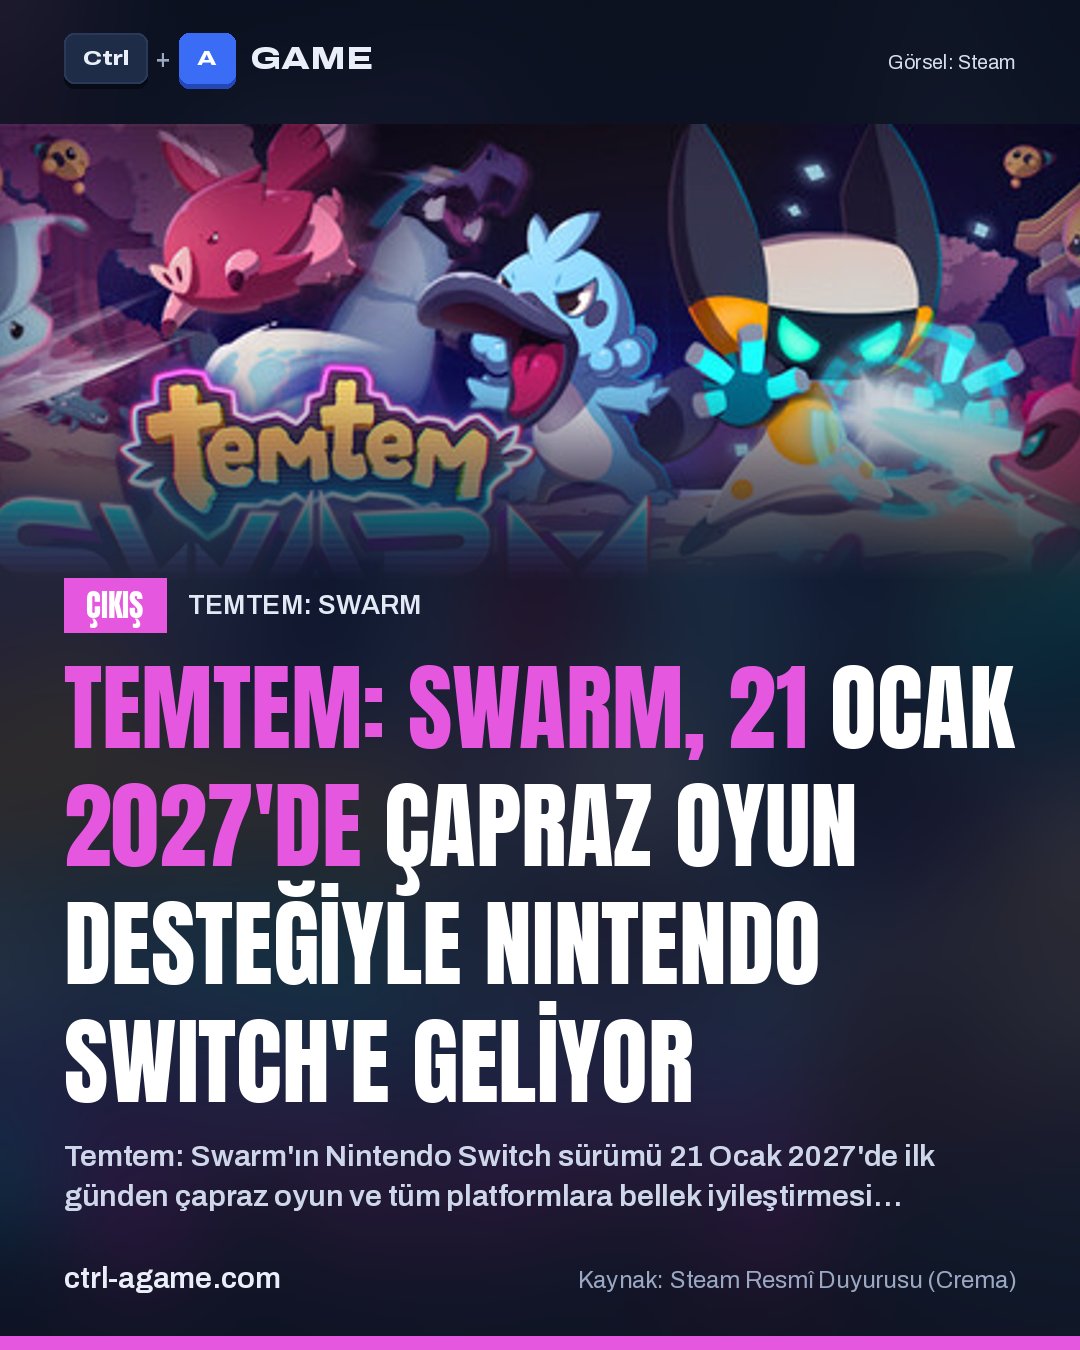 Ctrl + A GAME
Görsel: Steam
temtem
SWARM
ÇIKIŞ
TEMTEM: SWARM
TEMTEM: SWARM, 21 OCAK
2027'DE ÇAPRAZ OYUN
DESTEĞİYLE NINTENDO
SWITCH'E GELİYOR
Temtem: Swarm'ın Nintendo Switch sürümü 21 Ocak 2027'de ilk
günden çapraz oyun ve tüm platformlara bellek iyileştirmesi...
ctrl-agame.com
Kaynak: Steam Resmî Duyurusu (Crema)